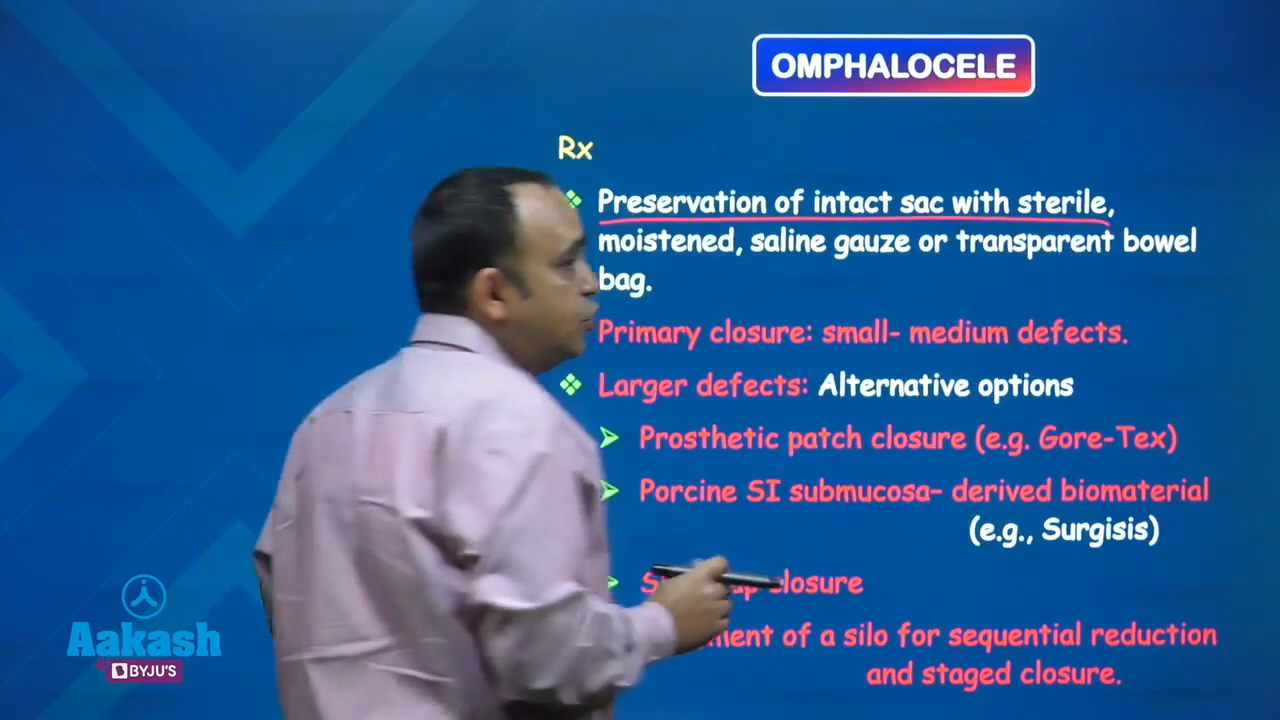 OMPHALOCELE
Rx
Preservation of intact sac with sterile,
moistened, saline gauze or transparent bowel
bag.
Primary closure: small- medium defects.
Larger defects: Alternative options
Prosthetic patch closure (e.g. Gore-Tex)
Porcine SI submucosa- derived biomaterial
(e.g., Surgisis)
closure
of a silo for sequential reduction
and staged closure.
Aakash
BYJU'S